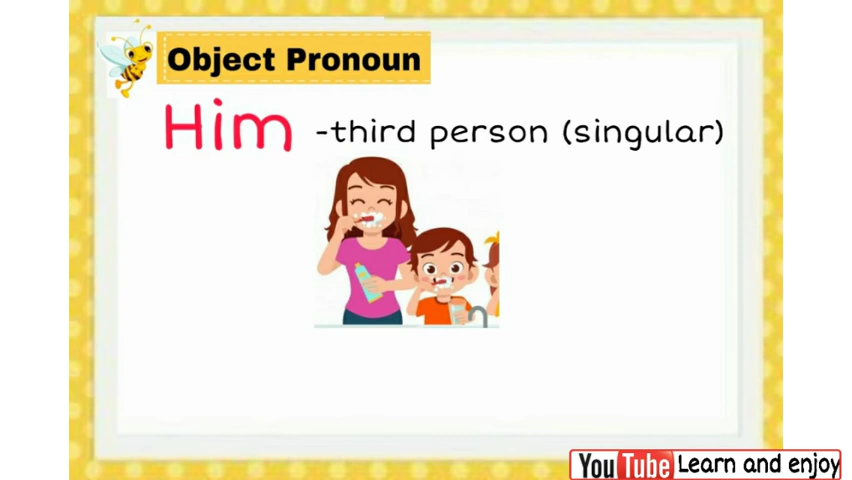 Object Pronoun
Him -third person (singular)
YouTube Learn and enjoy